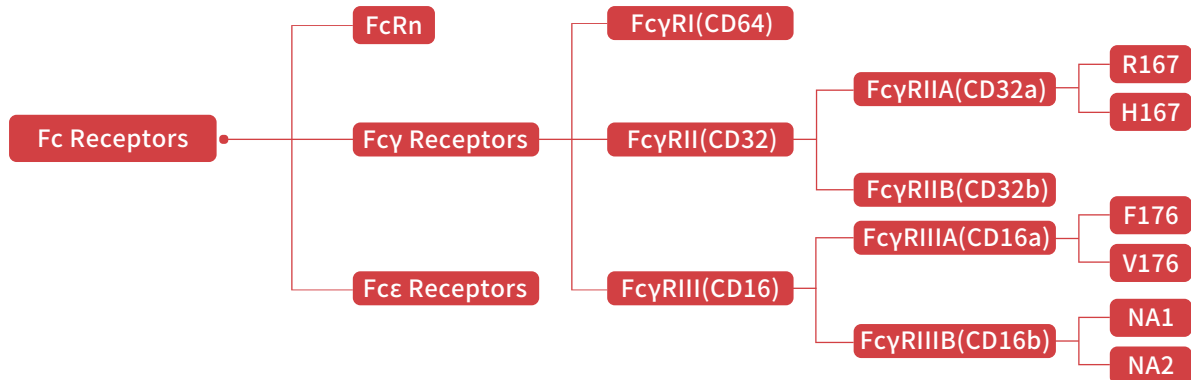 Fc Receptors
FcRn
Fcγ Receptors
Fcε Receptors
FcγRI(CD64)
FcγRII(CD32)
FcγRIII(CD16)
FcγRIIA(CD32a)
FcγRIIB(CD32b)
FcγRIIIA(CD16a)
FcγRIIIB(CD16b)
R167
H167
F176
V176
NA1
NA2